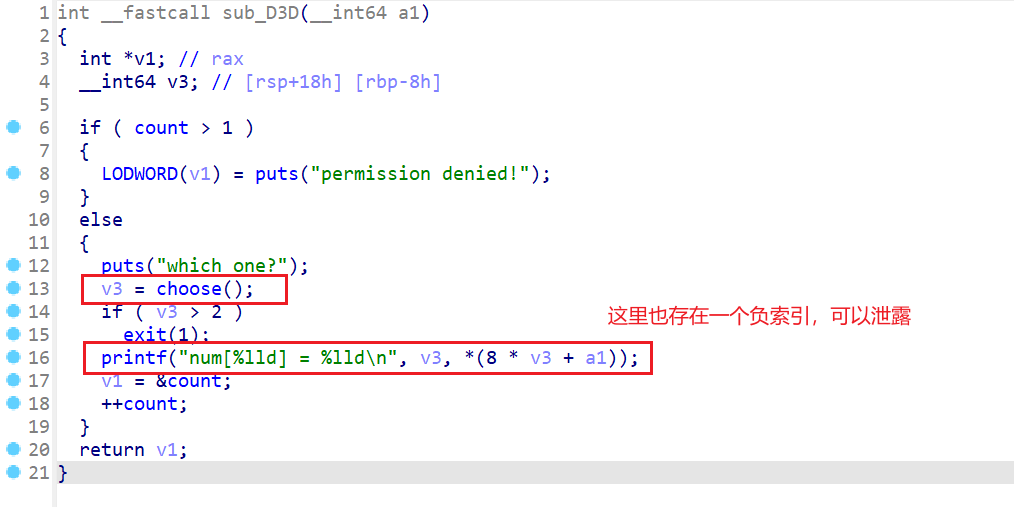 1 int __fastcall sub_D3D(__int64 a1)
2 {
3 int *v1; // rax
4 __int64 v3; // [rsp+18h] [rbp-8h]
5
6 if ( count > 1 )
7 {
8 LODWORD(v1) = puts("permission denied!");
9 }
10 else
11 {
12 puts("which one?");
13 v3 = choose();
14 if ( v3 > 2 )
这里也存在一个负索引，可以泄露
15 exit(1);
16 printf("num[%lld] = %lld\n", v3, *(8 * v3 + a1));
17 v1 = &count;
18 ++count;
19 }
20 return v1;
21 }